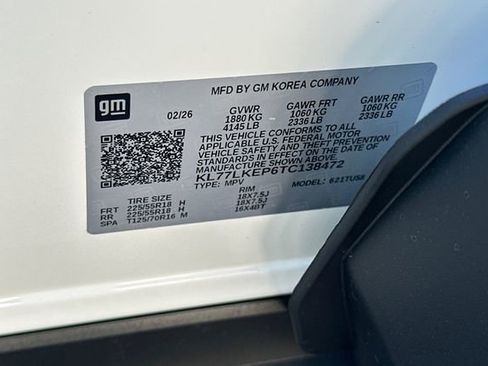 gm
MFD BY GM KOREA COMPANY
02/26 GVWR GAWR FRT GAWR RR
1880 KG 1060 KG 1060 KG
4145 LB 2336 LB 2336 LB
THIS VEHICLE CONFORMS TO ALL
APPLICABLE U.S. FEDERAL MOTOR
VEHICLE SAFETY AND THEFT PREVENTION
STANDARDS IN EFFECT ON THE DATE OF
MANUFACTURE SHOWN ABOVE.
KL77LKEP6TC138472
TYPE: MPV MODEL: 621TUS8
TIRE SIZE RIM
FRT 225/55R18 H 18X7.5J
RR 225/55R18 H 18X7.5J
SPA T125/70R16 M 16X4BT